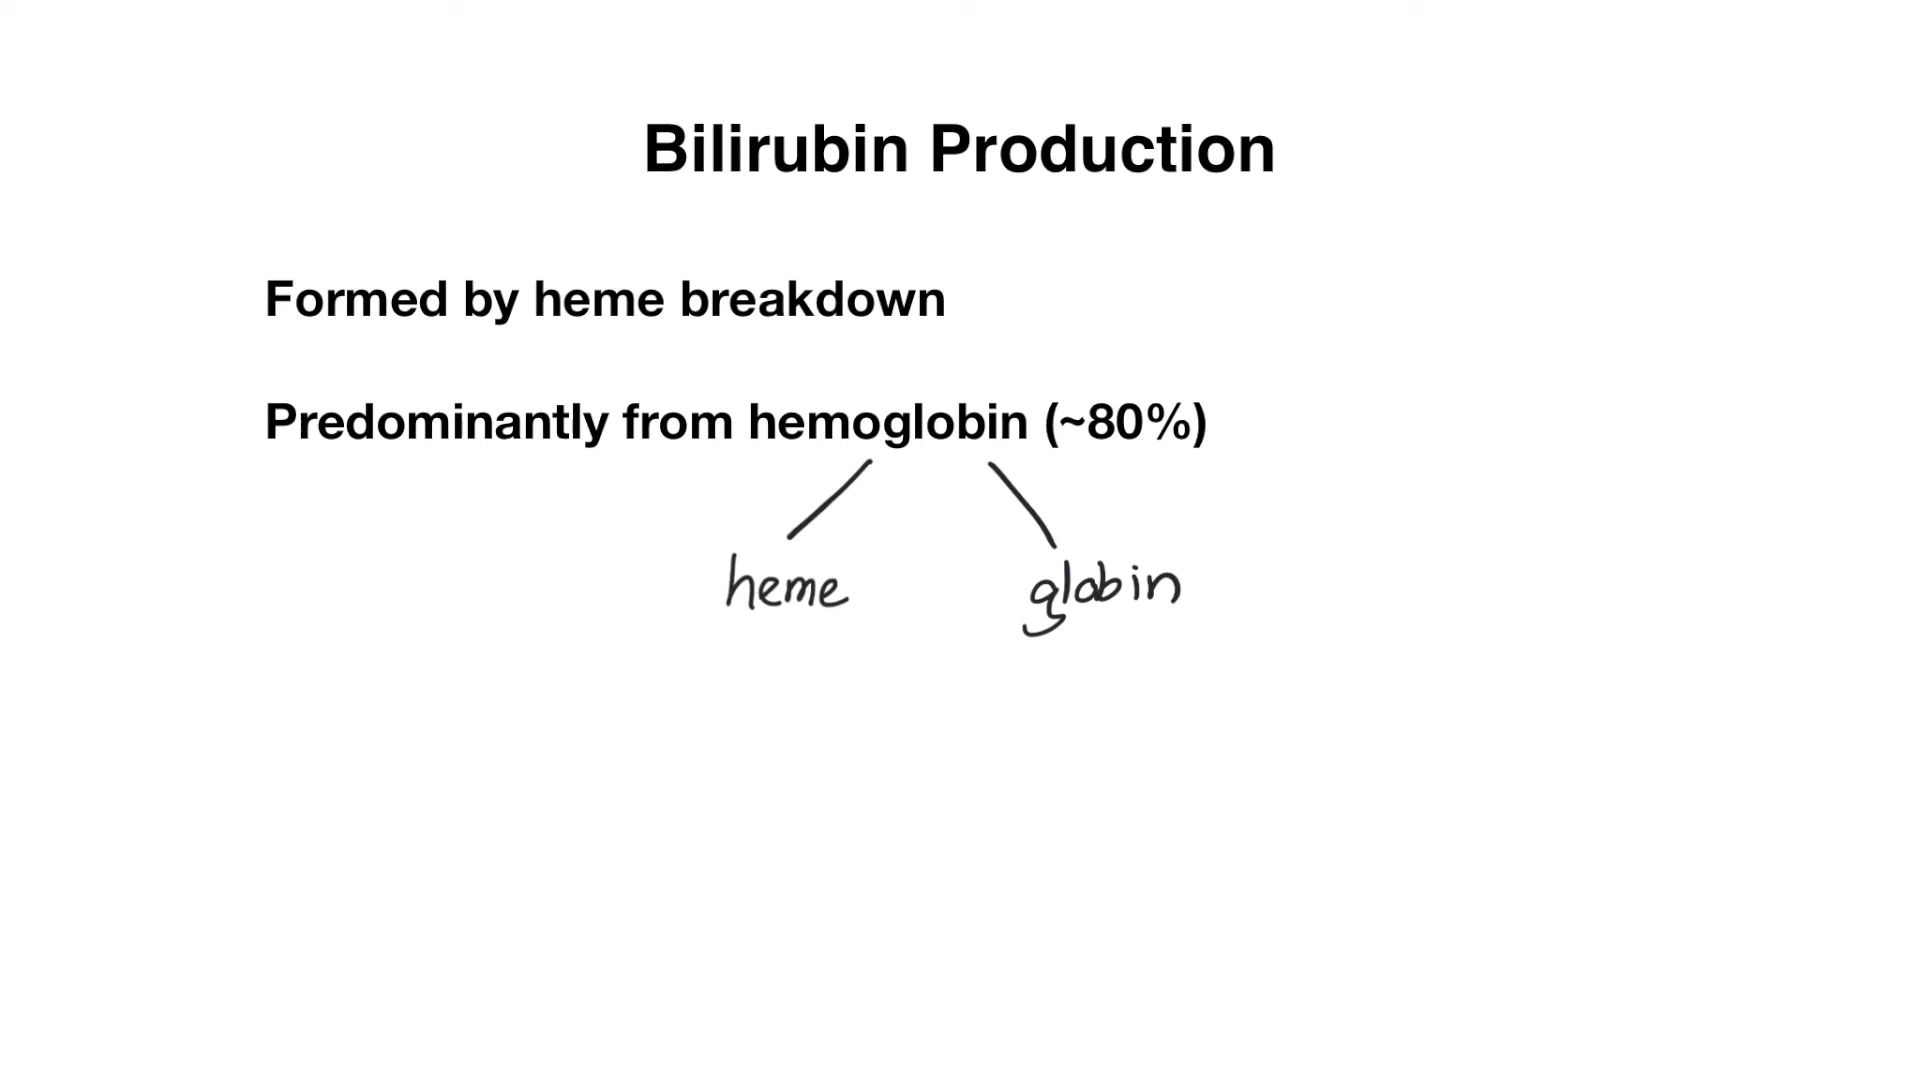 Bilirubin Production
Formed by heme breakdown
Predominantly from hemoglobin (~80%)
heme globin